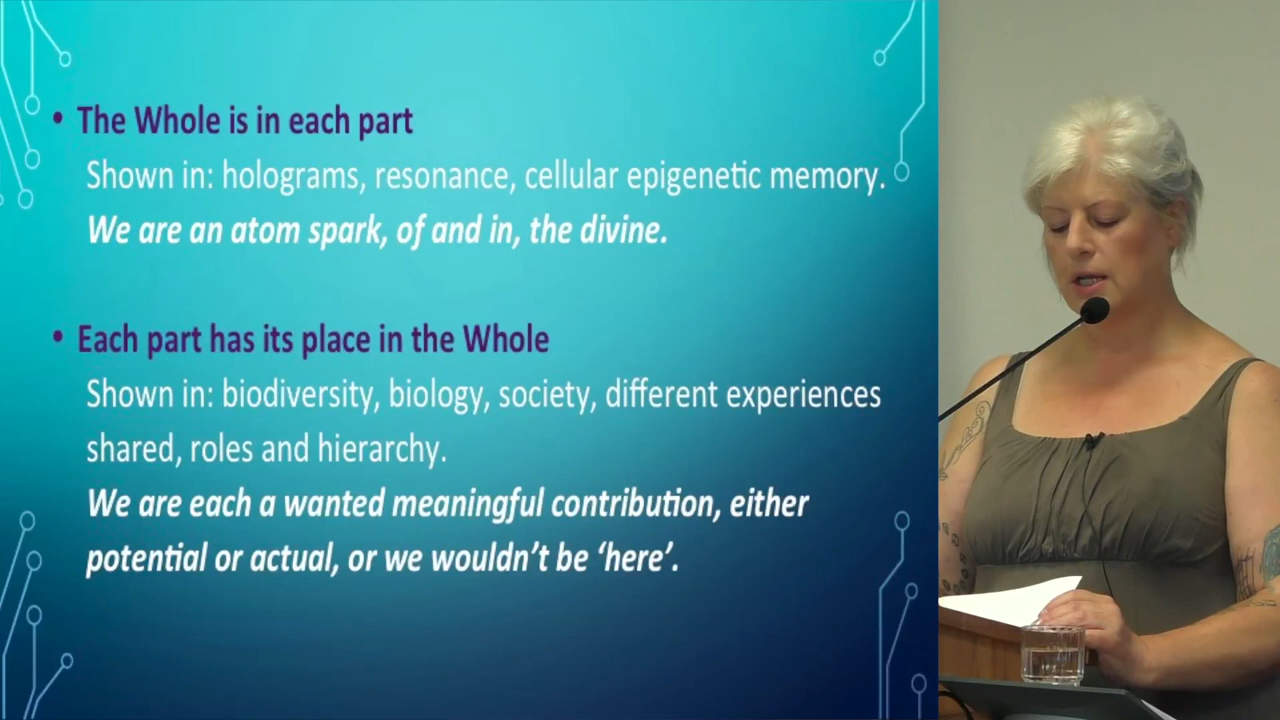 • The Whole is in each part
Shown in: holograms, resonance, cellular epigenetic memory.
We are an atom spark, of and in, the divine.
• Each part has its place in the Whole
Shown in: biodiversity, biology, society, different experiences
shared, roles and hierarchy.
We are each a wanted meaningful contribution, either
potential or actual, or we wouldn't be ‘here’.